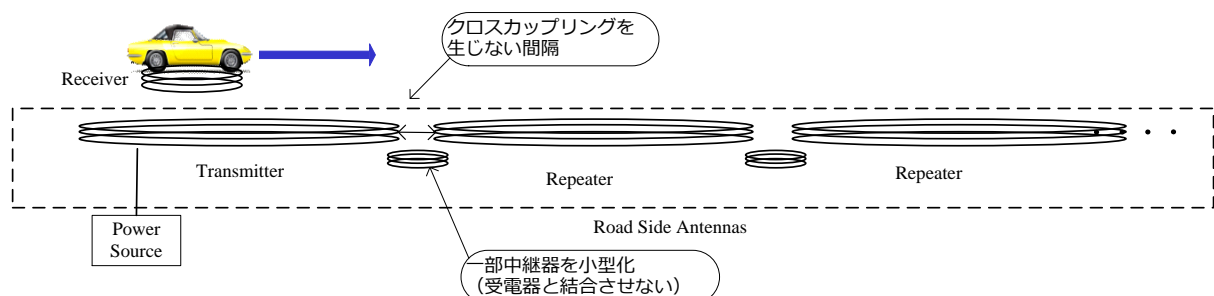 クロスカップリングを
生じない間隔
Receiver
Transmitter
Repeater
Repeater
Power
Source
Road Side Antennas
一部中継器を小型化
（受電器と結合させない）